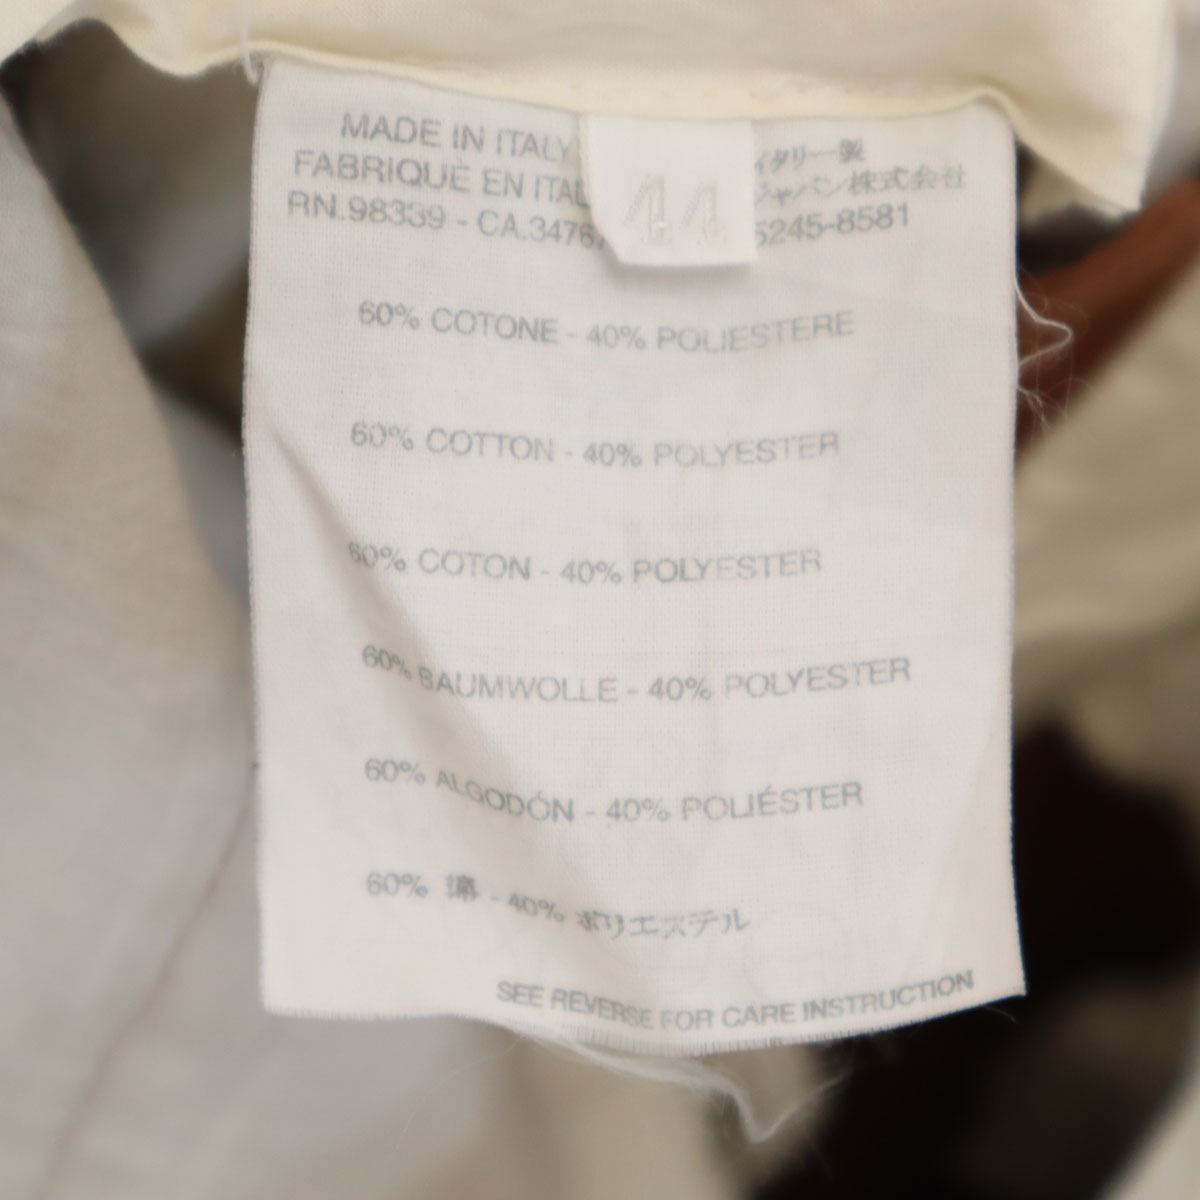 MADE IN ITALY イタリー製
FABRIQUÉ EN ITAL ジャパン株式会社
RN.98339 - CA.3476 5245-8581
44
60% COTONE - 40% POLIESTERE
60% COTTON - 40% POLYESTER
60% COTON - 40% POLYESTER
60% BAUMWOLLE - 40% POLYESTER
60% ALGODÓN - 40% POLIÉSTER
60% 綿 - 40% ポリエステル
SEE REVERSE FOR CARE INSTRUCTION